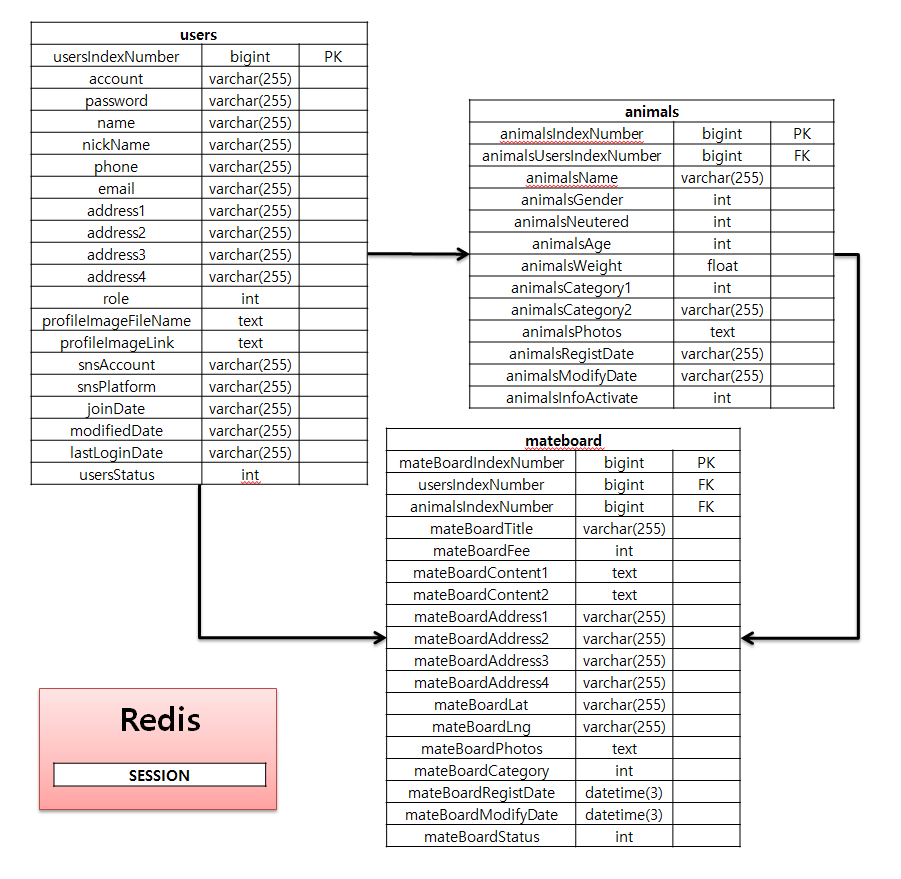 users
usersIndexNumber bigint PK
account varchar(255)
password varchar(255)
name varchar(255)
nickName varchar(255)
phone varchar(255)
email varchar(255)
address1 varchar(255)
address2 varchar(255)
address3 varchar(255)
address4 varchar(255)
role int
profileImageFileName text
profileImageLink text
snsAccount varchar(255)
snsPlatform varchar(255)
joinDate varchar(255)
modifiedDate varchar(255)
lastLoginDate varchar(255)
usersStatus int
animals
animalsIndexNumber bigint PK
animalsUsersIndexNumber bigint FK
animalsName varchar(255)
animalsGender int
animalsNeutered int
animalsAge int
animalsWeight float
animalsCategory1 int
animalsCategory2 varchar(255)
animalsPhotos text
animalsRegistDate varchar(255)
animalsModifyDate varchar(255)
animalsInfoActivate int
mateboard
mateBoardIndexNumber bigint PK
usersIndexNumber bigint FK
animalsIndexNumber bigint FK
mateBoardTitle varchar(255)
mateBoardFee int
mateBoardContent1 text
mateBoardContent2 text
mateBoardAddress1 varchar(255)
mateBoardAddress2 varchar(255)
mateBoardAddress3 varchar(255)
mateBoardAddress4 varchar(255)
mateBoardLat varchar(255)
mateBoardLng varchar(255)
mateBoardPhotos text
mateBoardCategory int
mateBoardRegistDate datetime(3)
mateBoardModifyDate datetime(3)
mateBoardStatus int
Redis
SESSION